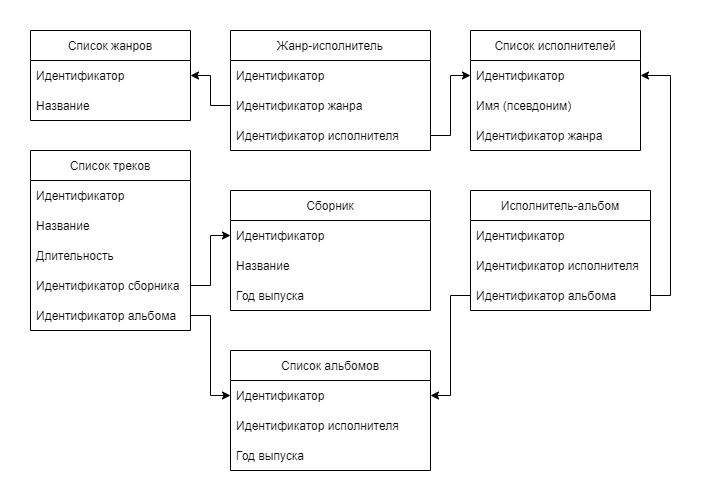 Список жанров
Идентификатор
Название
Жанр-исполнитель
Идентификатор
Идентификатор жанра
Идентификатор исполнителя
Список исполнителей
Идентификатор
Имя (псевдоним)
Идентификатор жанра
Список треков
Идентификатор
Название
Длительность
Идентификатор сборника
Идентификатор альбома
Сборник
Идентификатор
Название
Год выпуска
Исполнитель-альбом
Идентификатор
Идентификатор исполнителя
Идентификатор альбома
Список альбомов
Идентификатор
Идентификатор исполнителя
Год выпуска